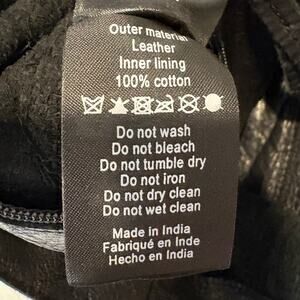 Outer material
Leather
Inner lining
100% cotton
Do not wash
Do not bleach
Do not tumble dry
Do not iron
Do not dry clean
Do not wet clean
Made in India
Fabriqué en Inde
Hecho en India